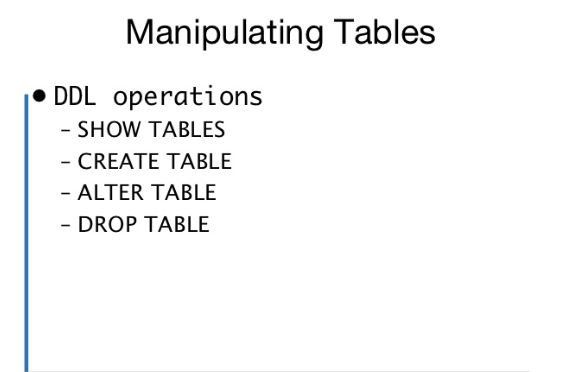 Manipulating Tables
● DDL operations
– SHOW TABLES
– CREATE TABLE
– ALTER TABLE
– DROP TABLE